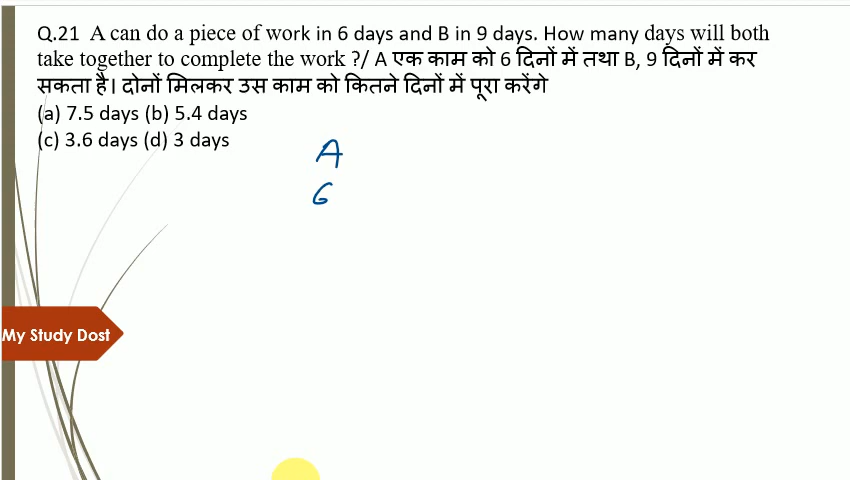 Q.21 A can do a piece of work in 6 days and B in 9 days. How many days will both
take together to complete the work ?/ A एक काम को 6 दिनों में तथा B, 9 दिनों में कर
सकता है। दोनों मिलकर उस काम को कितने दिनों में पूरा करेंगे
(a) 7.5 days (b) 5.4 days
(c) 3.6 days (d) 3 days
A
6
My Study Dost